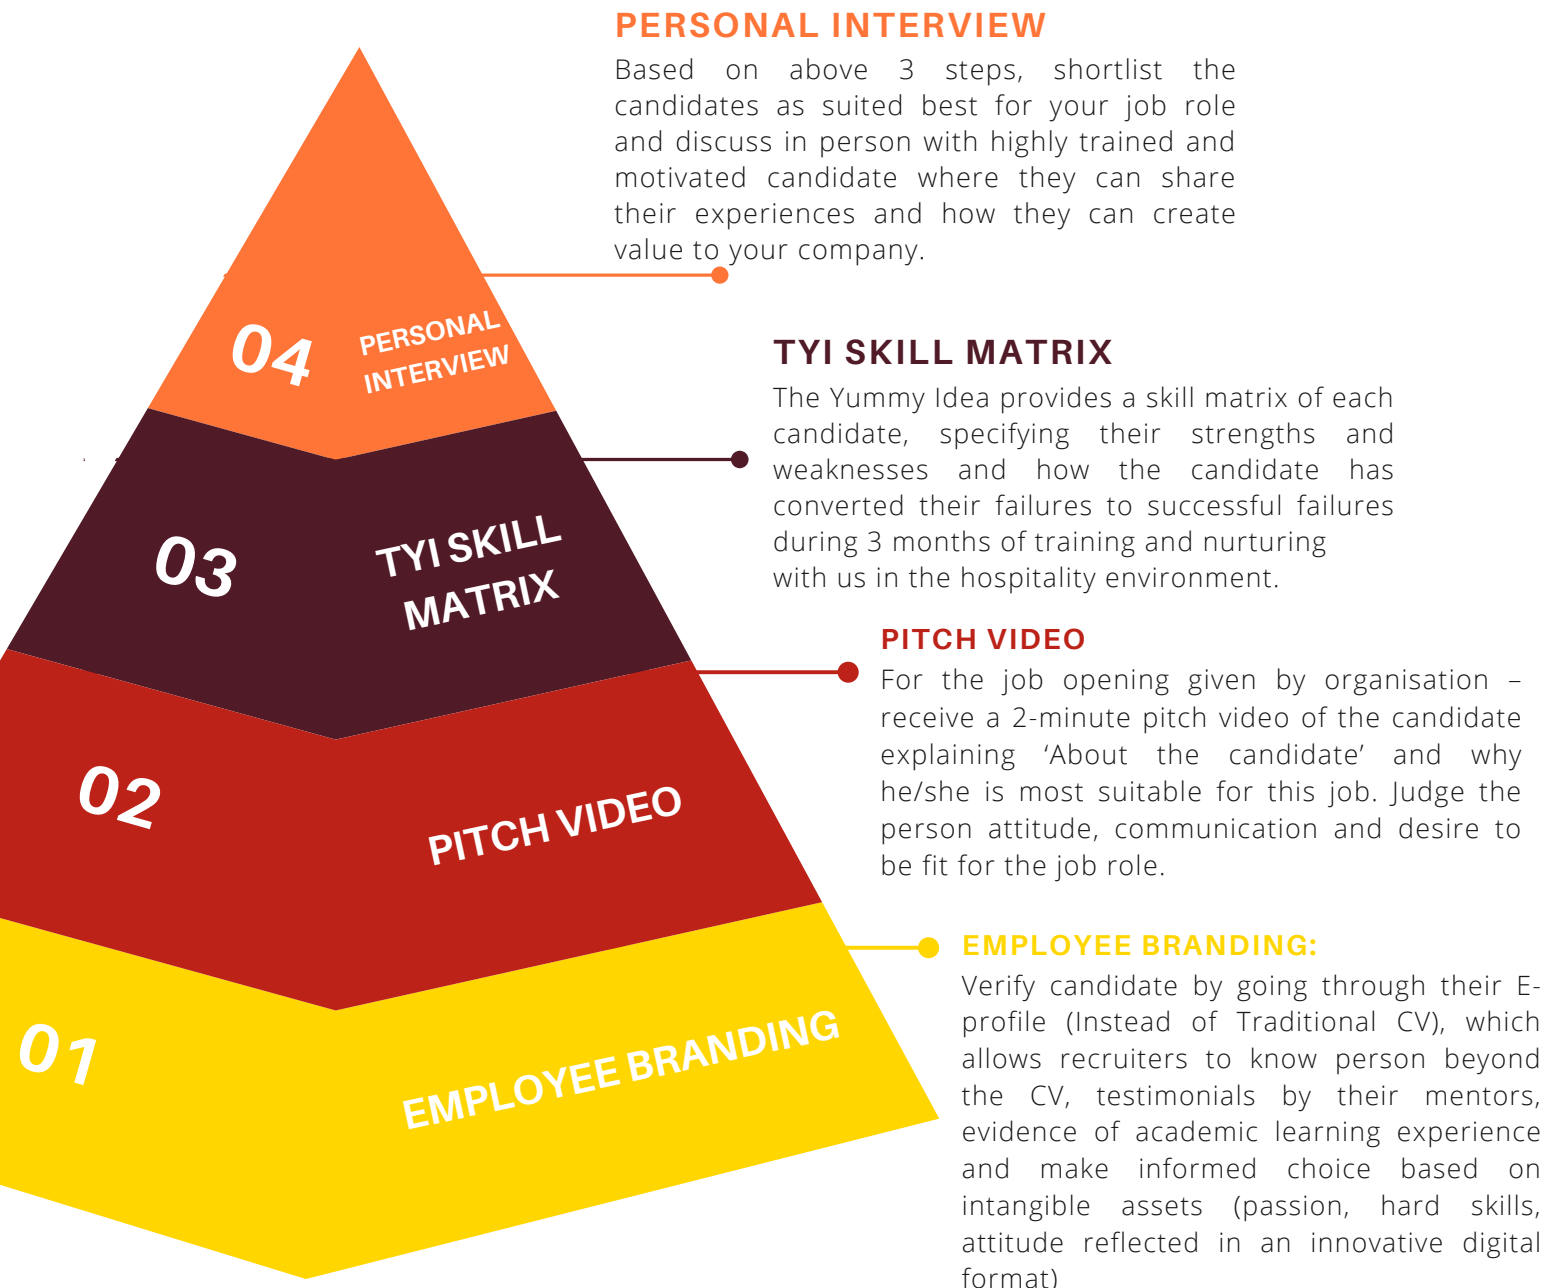 PERSONAL INTERVIEW
Based on above 3 steps, shortlist the
candidates as suited best for your job role
and discuss in person with highly trained and
motivated candidate where they can share
their experiences and how they can create
value to your company.
04
PERSONAL
INTERVIEW
TYI SKILL MATRIX
The Yummy Idea provides a skill matrix of each
candidate, specifying their strengths and
weaknesses and how the candidate has
converted their failures to successful failures
during 3 months of training and nurturing
with us in the hospitality environment.
03
TYI SKILL
MATRIX
PITCH VIDEO
For the job opening given by organisation –
receive a 2-minute pitch video of the candidate
explaining ‘About the candidate’ and why
he/she is most suitable for this job. Judge the
person attitude, communication and desire to
be fit for the job role.
02
PITCH VIDEO
EMPLOYEE BRANDING:
Verify candidate by going through their E-
profile (Instead of Traditional CV), which
allows recruiters to know person beyond
the CV, testimonials by their mentors,
evidence of academic learning experience
and make informed choice based on
intangible assets (passion, hard skills,
attitude reflected in an innovative digital
format)
01
EMPLOYEE BRANDING